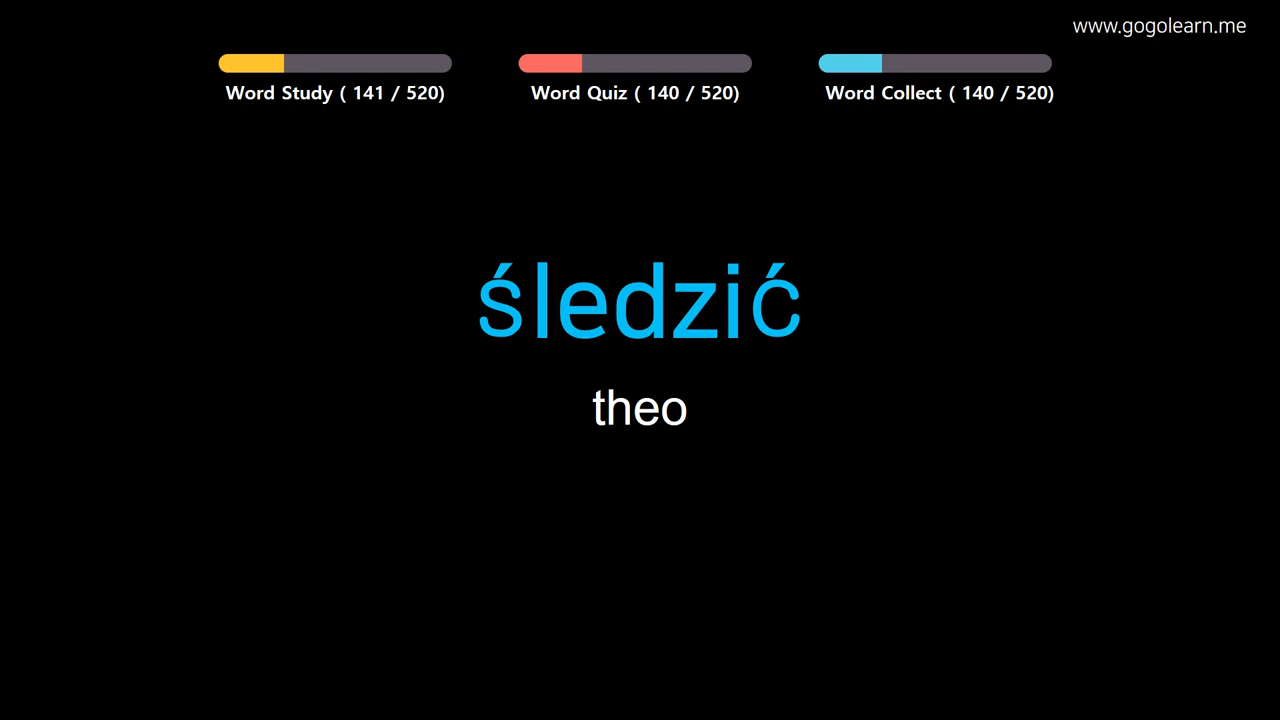 www.gogolearn.me
Word Study ( 141 / 520)
Word Quiz ( 140 / 520)
Word Collect ( 140 / 520)
śledzić
theo